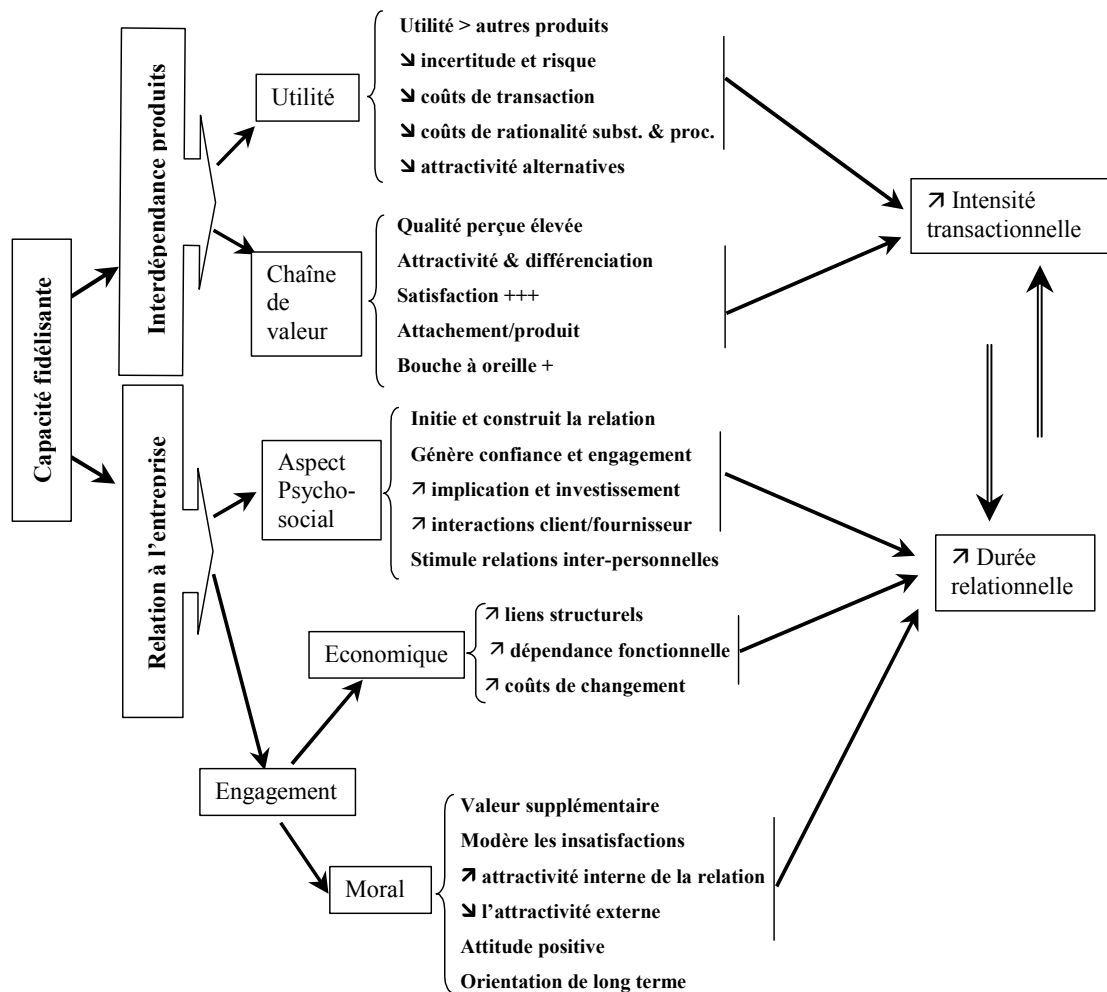 Capacité fidélisante
Interdépendance produits
Utilité
Utilité > autres produits
↘ incertitude et risque
↘ coûts de transaction
↘ coûts de rationalité subst. & proc.
↘ attractivité alternatives
Chaîne
de
valeur
Qualité perçue élevée
Attractivité & différenciation
Satisfaction +++
Attachement/produit
Bouche à oreille +
↗ Intensité
transactionnelle
Relation à l’entreprise
Aspect
Psycho-
social
Initie et construit la relation
Génère confiance et engagement
↗ implication et investissement
↗ interactions client/fournisseur
Stimule relations inter-personnelles
↗ Durée
relationnelle
Engagement
Economique
↗ liens structurels
↗ dépendance fonctionnelle
↗ coûts de changement
Moral
Valeur supplémentaire
Modère les insatisfactions
↗ attractivité interne de la relation
↘ l’attractivité externe
Attitude positive
Orientation de long terme